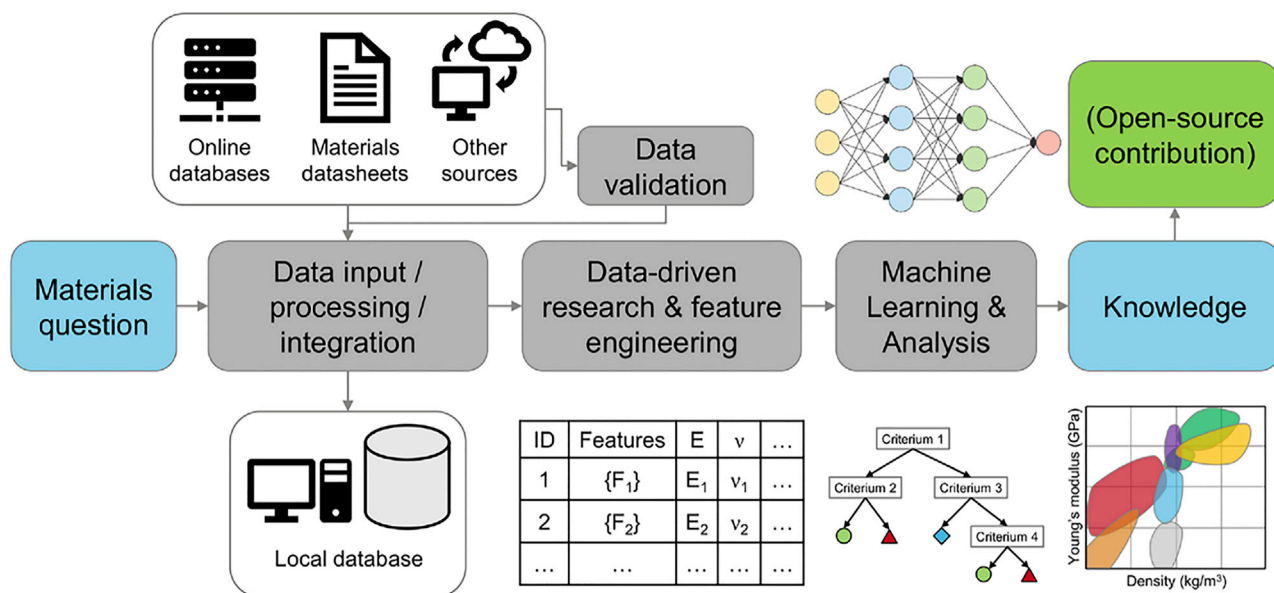 Online
databases
Materials
datasheets
Other
sources
Data
validation
(Open-source
contribution)
Materials
question
Data input /
processing /
integration
Data-driven
research & feature
engineering
Machine
Learning &
Analysis
Knowledge
Local database
ID Features E ν ...
1 {F₁} E₁ ν₁ ...
2 {F₂} E₂ ν₂ ...
... ... ... ... ...
Criterium 1
Criterium 2
Criterium 3
Criterium 4
Young's modulus (GPa)
Density (kg/m³)